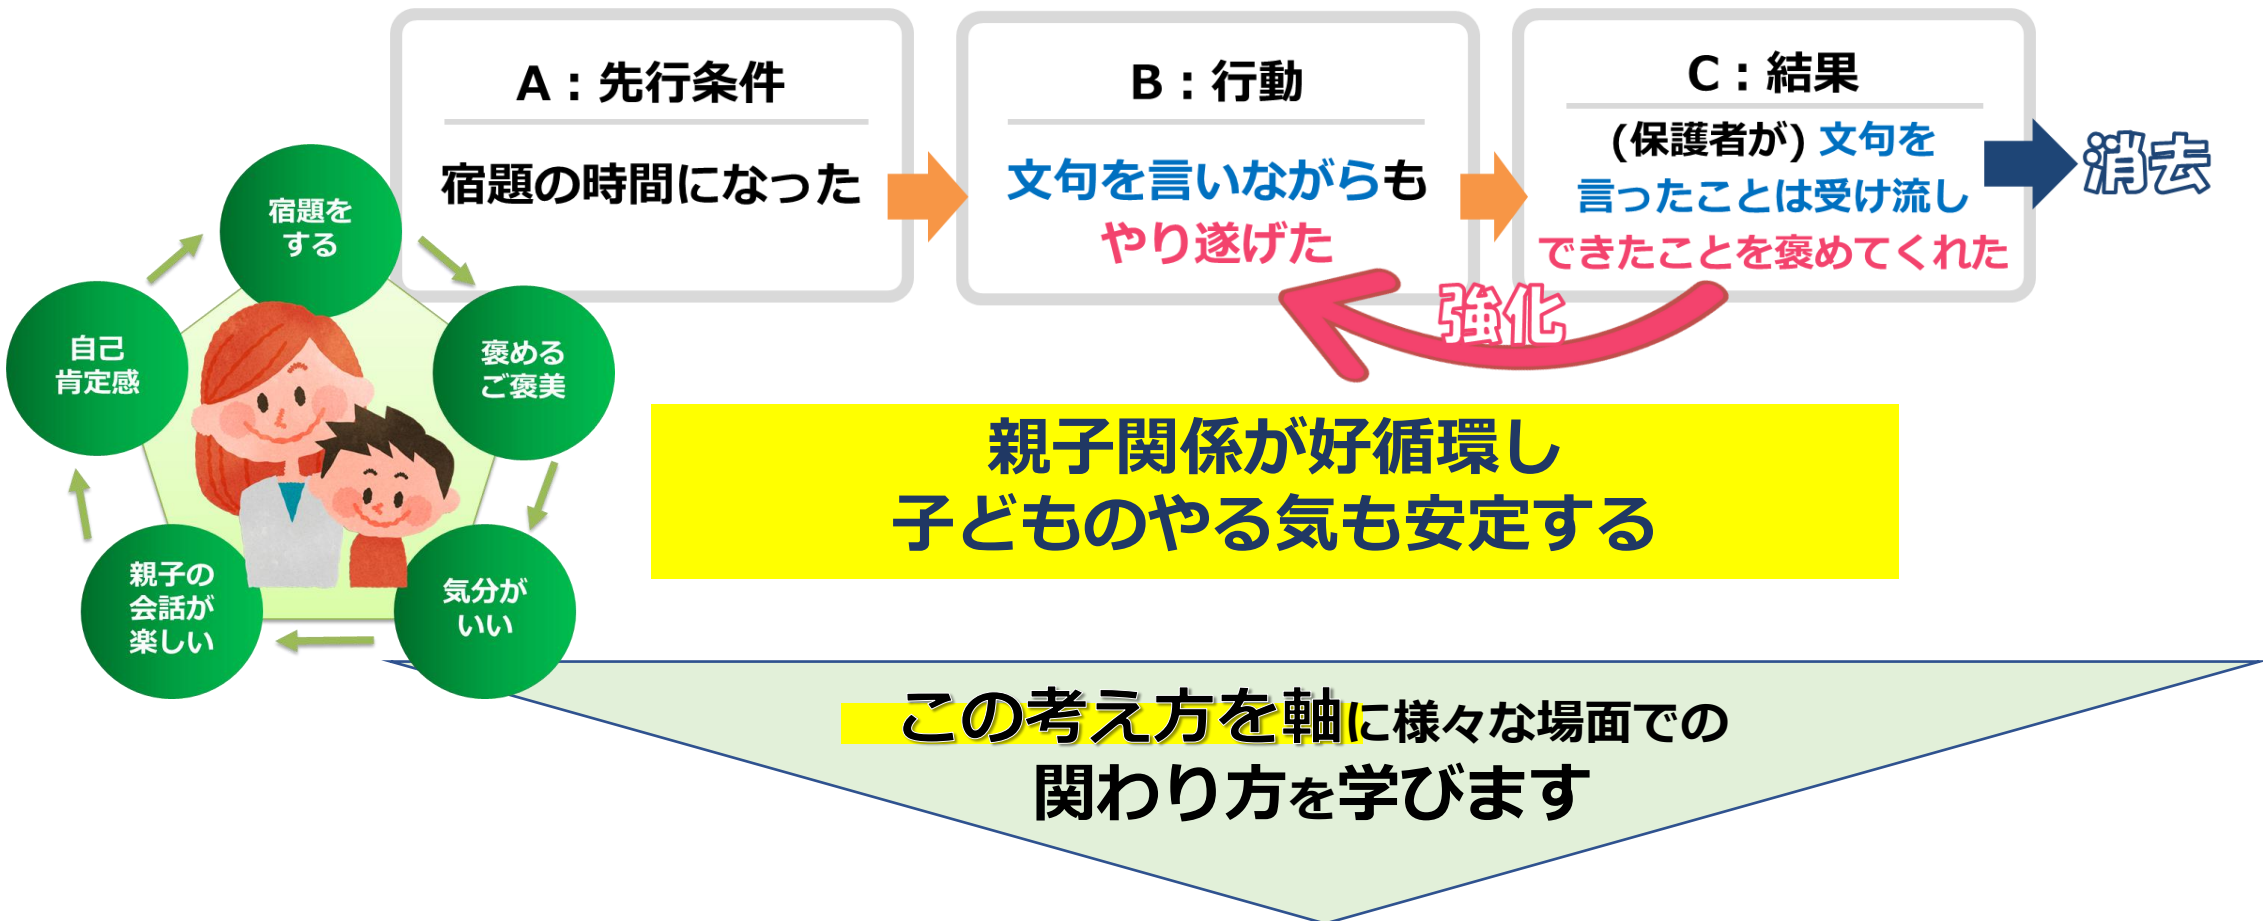 A：先行条件
宿題の時間になった
B：行動
文句を言いながらも
やり遂げた
C：結果
(保護者が) 文句を
言ったことは受け流し
できたことを褒めてくれた
消去
強化
宿題を
する
褒める
ご褒美
気分が
いい
親子の
会話が
楽しい
自己
肯定感
親子関係が好循環し
子どものやる気も安定する
この考え方を軸に様々な場面での
関わり方を学びます